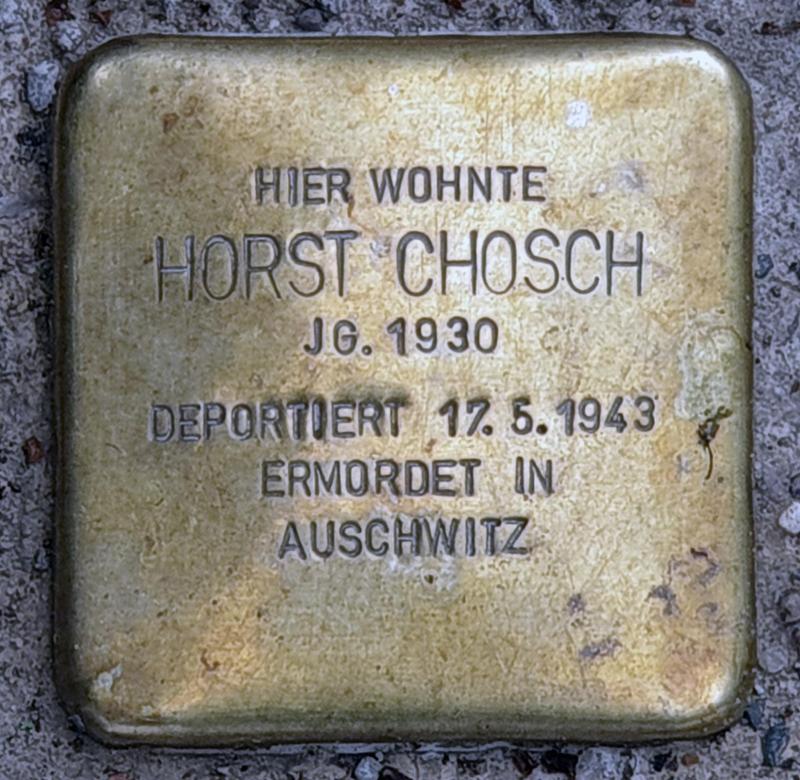 HIER WOHNTE
HORST CHOSCH
JG. 1930
DEPORTIERT 17. 5. 1943
ERMORDET IN
AUSCHWITZ